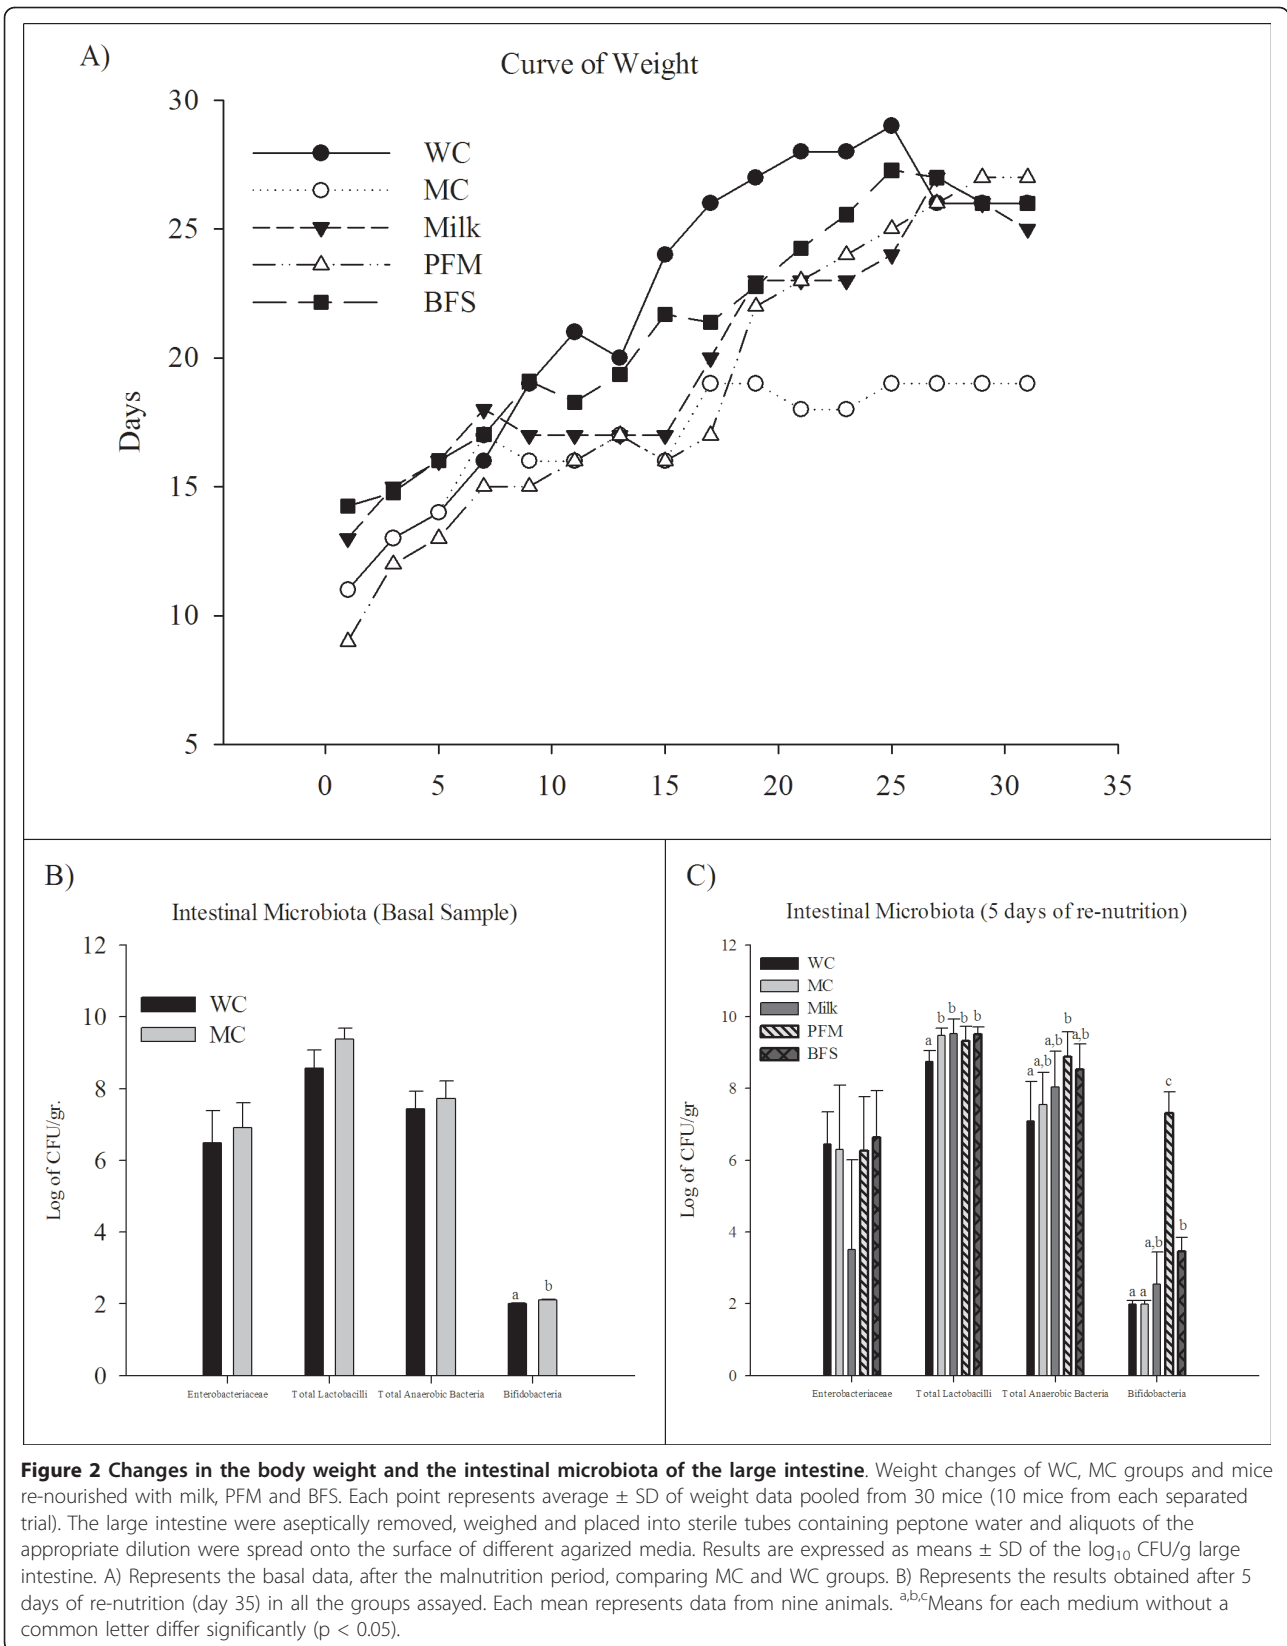 A)
Curve of Weight
30
25
20
15
10
5
Days
WC
MC
Milk
PFM
BFS
0 5 10 15 20 25 30 35
B)
Intestinal Microbiota (Basal Sample)
12
10
8
6
4
2
0
Log of CFU/gr.
WC
MC
a b
Enterobacteriaceae Total Lactobacilli Total Anaerobic Bacteria Bifidobacteria
C)
Intestinal Microbiota (5 days of re-nutrition)
12
10
8
6
4
2
0
Log of CFU/gr
WC
MC
Milk
PFM
BFS
a b b b b
a a,b a,b b a,b
a a a,b c b
Enterobacteriaceae Total Lactobacilli Total Anaerobic Bacteria Bifidobacteria
Figure 2 Changes in the body weight and the intestinal microbiota of the large intestine. Weight changes of WC, MC groups and mice
re-nourished with milk, PFM and BFS. Each point represents average ± SD of weight data pooled from 30 mice (10 mice from each separated
trial). The large intestine were aseptically removed, weighed and placed into sterile tubes containing peptone water and aliquots of the
appropriate dilution were spread onto the surface of different agarized media. Results are expressed as means ± SD of the log₁₀ CFU/g large
intestine. A) Represents the basal data, after the malnutrition period, comparing MC and WC groups. B) Represents the results obtained after 5
days of re-nutrition (day 35) in all the groups assayed. Each mean represents data from nine animals. a,b,cMeans for each medium without a
common letter differ significantly (p < 0.05).